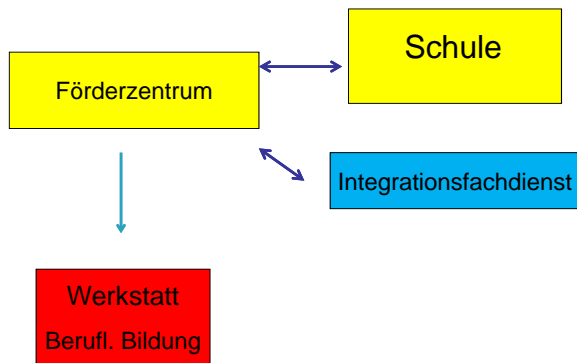 Schule
Förderzentrum
Integrationsfachdienst
Werkstatt
Berufl. Bildung